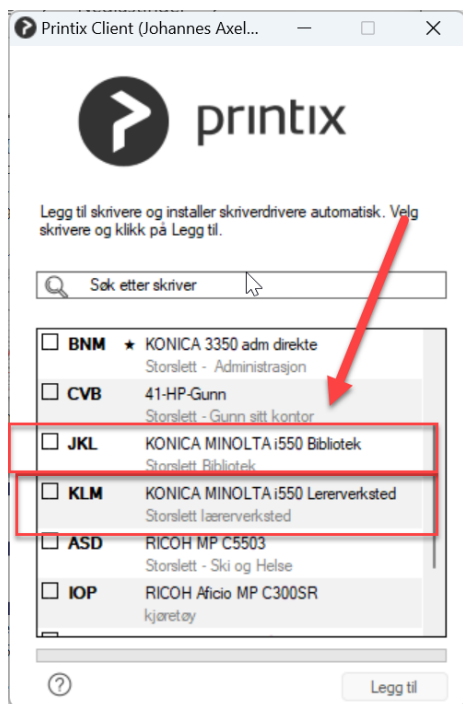 Printix Client (Johannes Axel...
printix
Legg til skrivere og installer skriverdrivere automatisk. Velg
skrivere og klikk på Legg til.
Søk etter skriver
BNM ★ KONICA 3350 adm direkte
Storslett - Administrasjon
CVB 41-HP-Gunn
Storslett - Gunn sitt kontor
JKL KONICA MINOLTA i550 Bibliotek
Storslett Bibliotek
KLM KONICA MINOLTA i550 Lererverksted
Storslett lærerverksted
ASD RICOH MP C5503
Storslett - Ski og Helse
IOP RICOH Aficio MP C300SR
kjøretøy
Legg til